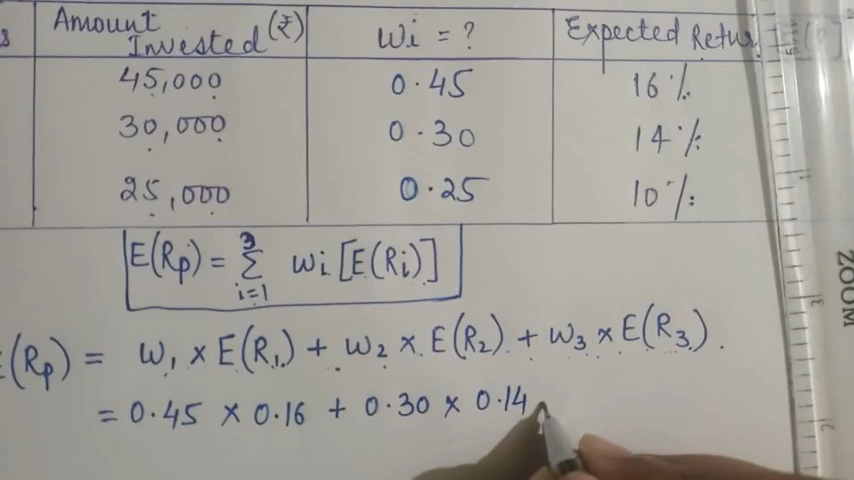 s Amount Invested (₹) Wi = ? Expected Retur
45,000 0.45 16%
30,000 0.30 14%
25,000 0.25 10%
E(Rp) = 3 Σ i=1 Wi [E(Ri)]
E(Rp) = W1 × E(R1) + W2 × E(R2) + W3 × E(R3).
= 0.45 × 0.16 + 0.30 × 0.14
ZOOM